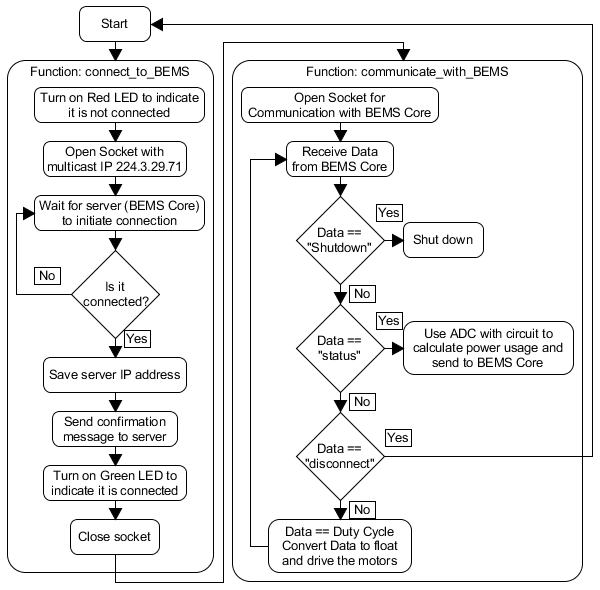 Start
Function: connect_to_BEMS
Turn on Red LED to indicate
it is not connected
Open Socket with
multicast IP 224.3.29.71
Wait for server (BEMS Core)
to initiate connection
No
Is it
connected?
Yes
Save server IP address
Send confirmation
message to server
Turn on Green LED to
indicate it is connected
Close socket
Function: communicate_with_BEMS
Open Socket for
Communication with BEMS Core
Receive Data
from BEMS Core
Data ==
"Shutdown"
Yes
Shut down
No
Data ==
"status"
Yes
Use ADC with circuit to
calculate power usage and
send to BEMS Core
No
Data ==
"disconnect"
Yes
No
Data == Duty Cycle
Convert Data to float
and drive the motors